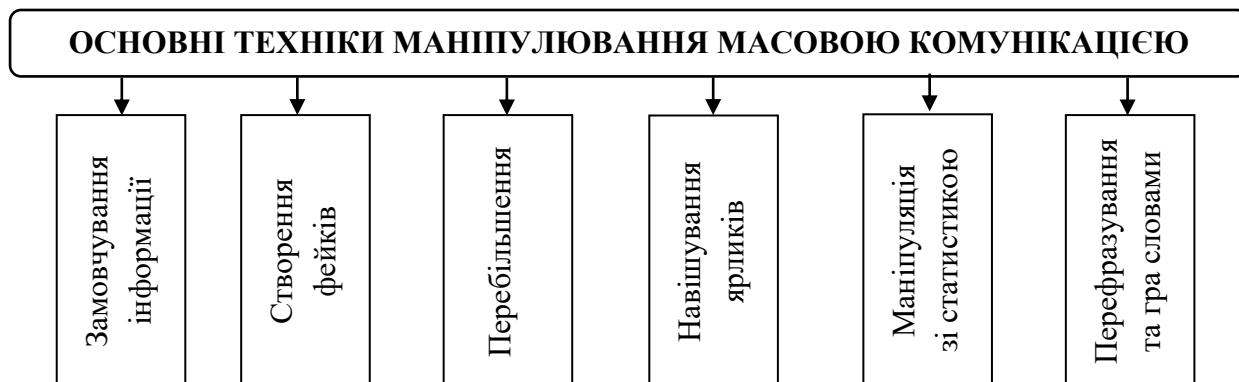 ОСНОВНІ ТЕХНІКИ МАНІПУЛЮВАННЯ МАСОВОЮ КОМУНІКАЦІЄЮ
Замовчування
інформації
Створення
фейків
Перебільшення
Навішування
ярликів
Маніпуляція
зі статистикою
Перефразування
та гра словами